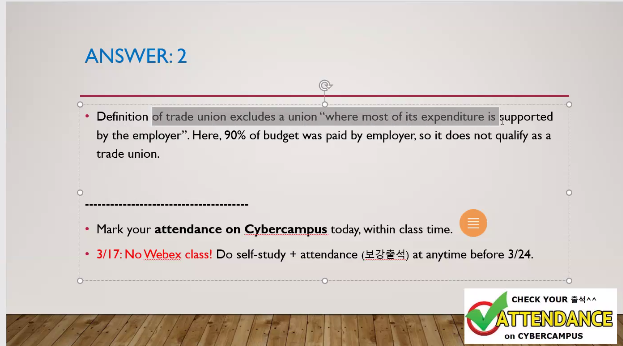 ANSWER: 2
• Definition of trade union excludes a union “where most of its expenditure is supported
by the employer”. Here, 90% of budget was paid by employer, so it does not qualify as a
trade union.
----------------------------------------
• Mark your attendance on Cybercampus today, within class time.
• 3/17: No Webex class! Do self-study + attendance (보강출석) at anytime before 3/24.
CHECK YOUR 출석^^
ATTENDANCE
on CYBERCAMPUS